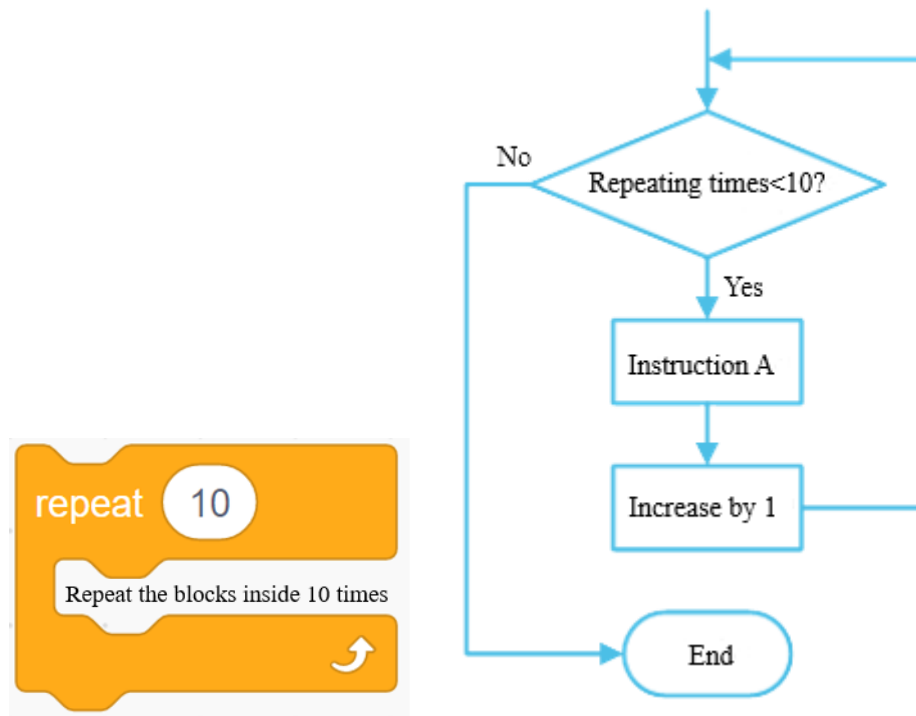 repeat 10
Repeat the blocks inside 10 times
No
Repeating times<10?
Yes
Instruction A
Increase by 1
End